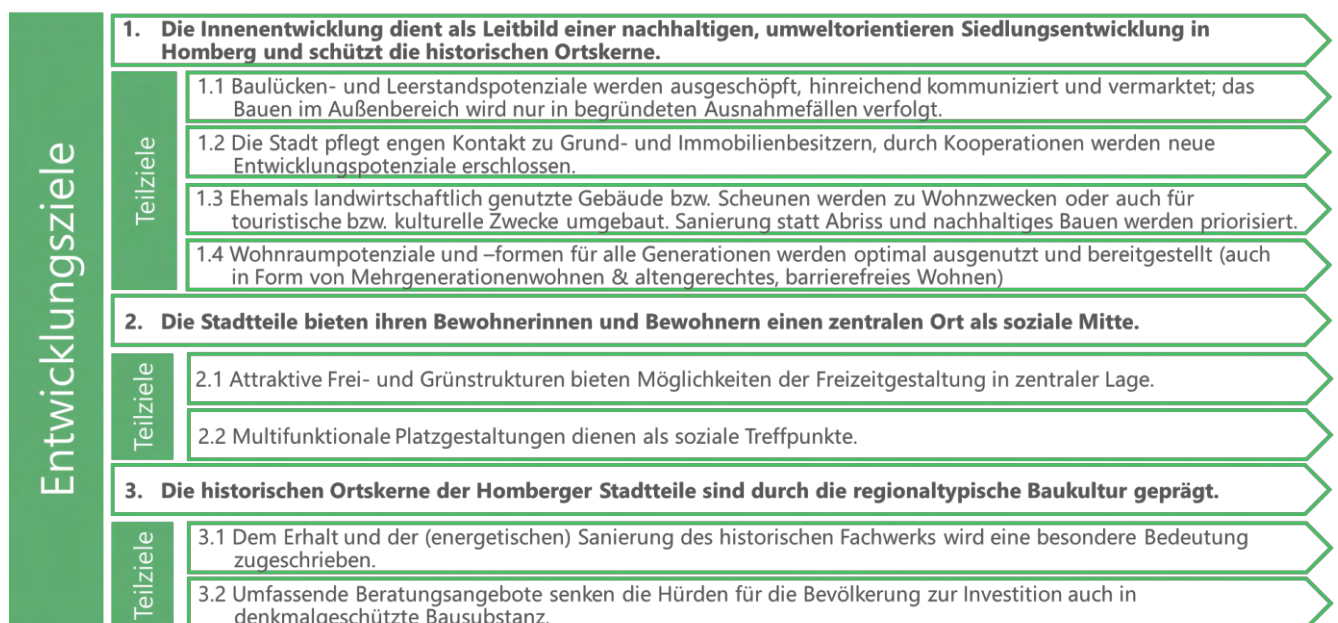 Entwicklungsziele
1. Die Innenentwicklung dient als Leitbild einer nachhaltigen, umweltorientieren Siedlungsentwicklung in
Homberg und schützt die historischen Ortskerne.
Teilziele
1.1 Baulücken- und Leerstandspotenziale werden ausgeschöpft, hinreichend kommuniziert und vermarktet; das
Bauen im Außenbereich wird nur in begründeten Ausnahmefällen verfolgt.
1.2 Die Stadt pflegt engen Kontakt zu Grund- und Immobilienbesitzern, durch Kooperationen werden neue
Entwicklungspotenziale erschlossen.
1.3 Ehemals landwirtschaftlich genutzte Gebäude bzw. Scheunen werden zu Wohnzwecken oder auch für
touristische bzw. kulturelle Zwecke umgebaut. Sanierung statt Abriss und nachhaltiges Bauen werden priorisiert.
1.4 Wohnraumpotenziale und –formen für alle Generationen werden optimal ausgenutzt und bereitgestellt (auch
in Form von Mehrgenerationenwohnen & altengerechtes, barrierefreies Wohnen)
2. Die Stadtteile bieten ihren Bewohnerinnen und Bewohnern einen zentralen Ort als soziale Mitte.
Teilziele
2.1 Attraktive Frei- und Grünstrukturen bieten Möglichkeiten der Freizeitgestaltung in zentraler Lage.
2.2 Multifunktionale Platzgestaltungen dienen als soziale Treffpunkte.
3. Die historischen Ortskerne der Homberger Stadtteile sind durch die regionaltypische Baukultur geprägt.
Teilziele
3.1 Dem Erhalt und der (energetischen) Sanierung des historischen Fachwerks wird eine besondere Bedeutung
zugeschrieben.
3.2 Umfassende Beratungsangebote senken die Hürden für die Bevölkerung zur Investition auch in
denkmalgeschützte Bausubstanz.